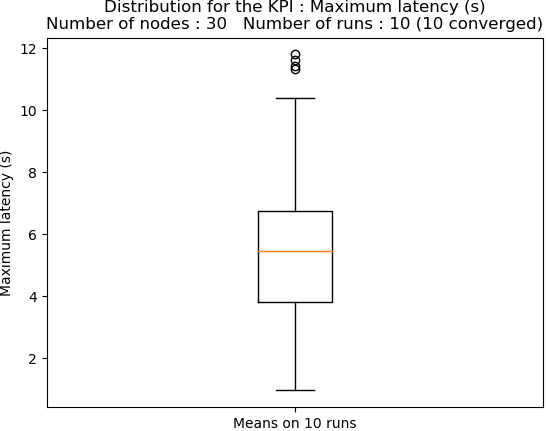 Distribution for the KPI : Maximum latency (s)
Number of nodes : 30   Number of runs : 10 (10 converged)
12
10
8
6
4
2
Maximum latency (s)
Means on 10 runs